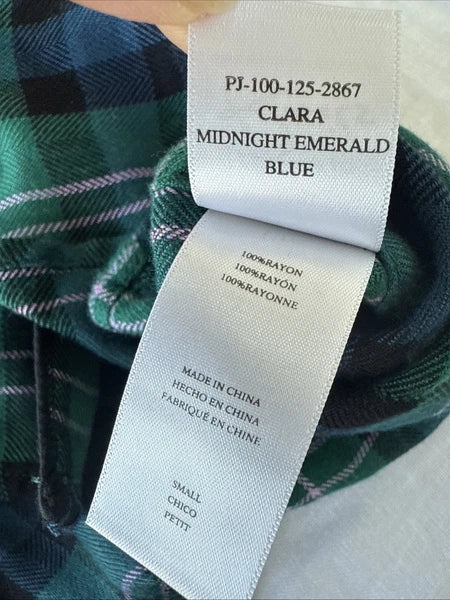 PJ-100-125-2867
CLARA
MIDNIGHT EMERALD
BLUE
100%RAYON
100%RAYÓN
100%RAYONNE
MADE IN CHINA
HECHO EN CHINA
FABRIQUÉ EN CHINE
SMALL
CHICO
PETIT